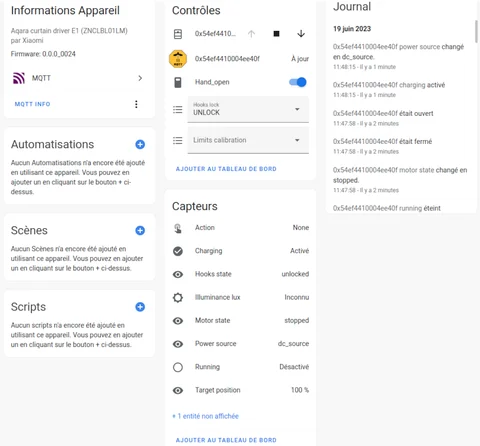 Informations Appareil
Aqara curtain driver E1 (ZNCLBL01LM)
par Xiaomi
Firmware: 0.0.0_0024
MQTT
MQTT INFO
Automatisations
Aucun Automatisations n'a encore été ajouté
en utilisant ce appareil. Vous pouvez en
ajouter un en cliquant sur le bouton + ci-
dessus.
Scènes
Aucun Scènes n'a encore été ajouté en
utilisant ce appareil. Vous pouvez en ajouter
un en cliquant sur le bouton + ci-dessus.
Scripts
Aucun scripts n'a encore été ajouté en
utilisant ce appareil. Vous pouvez en ajouter
un en cliquant sur le bouton + ci-dessus.
Contrôles
0x54ef4410...
0x54ef4410004ee40f À jour
Hand_open
Hooks lock
UNLOCK
Limits calibration
AJOUTER AU TABLEAU DE BORD
Capteurs
Action None
Charging Activé
Hooks state unlocked
Illuminance lux Inconnu
Motor state stopped
Power source dc_source
Running Désactivé
Target position 100 %
+ 1 entité non affichée
AJOUTER AU TABLEAU DE BORD
Journal
19 juin 2023
0x54ef4410004ee40f power source changé
en dc_source.
11:48:15 - il y a 1 minute
0x54ef4410004ee40f charging activé
11:48:15 - il y a 1 minute
0x54ef4410004ee40f était ouvert
11:47:58 - il y a 2 minutes
0x54ef4410004ee40f était fermé
11:47:58 - il y a 2 minutes
0x54ef4410004ee40f motor state changé en
stopped.
11:47:58 - il y a 2 minutes
0x54ef4410004ee40f running éteint